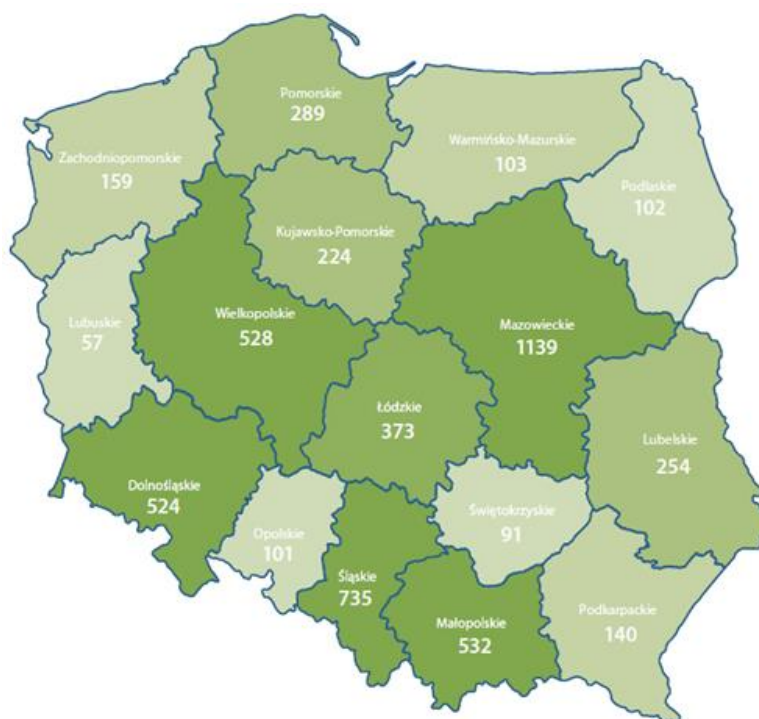 Pomorskie
289
Warmińsko-Mazurskie
103
Zachodniopomorskie
159
Podlaskie
102
Kujawsko-Pomorskie
224
Wielkopolskie
528
Mazowieckie
1139
Lubuskie
57
Łódzkie
373
Lubelskie
254
Dolnośląskie
524
Świętokrzyskie
91
Opolskie
101
Śląskie
735
Podkarpackie
140
Małopolskie
532